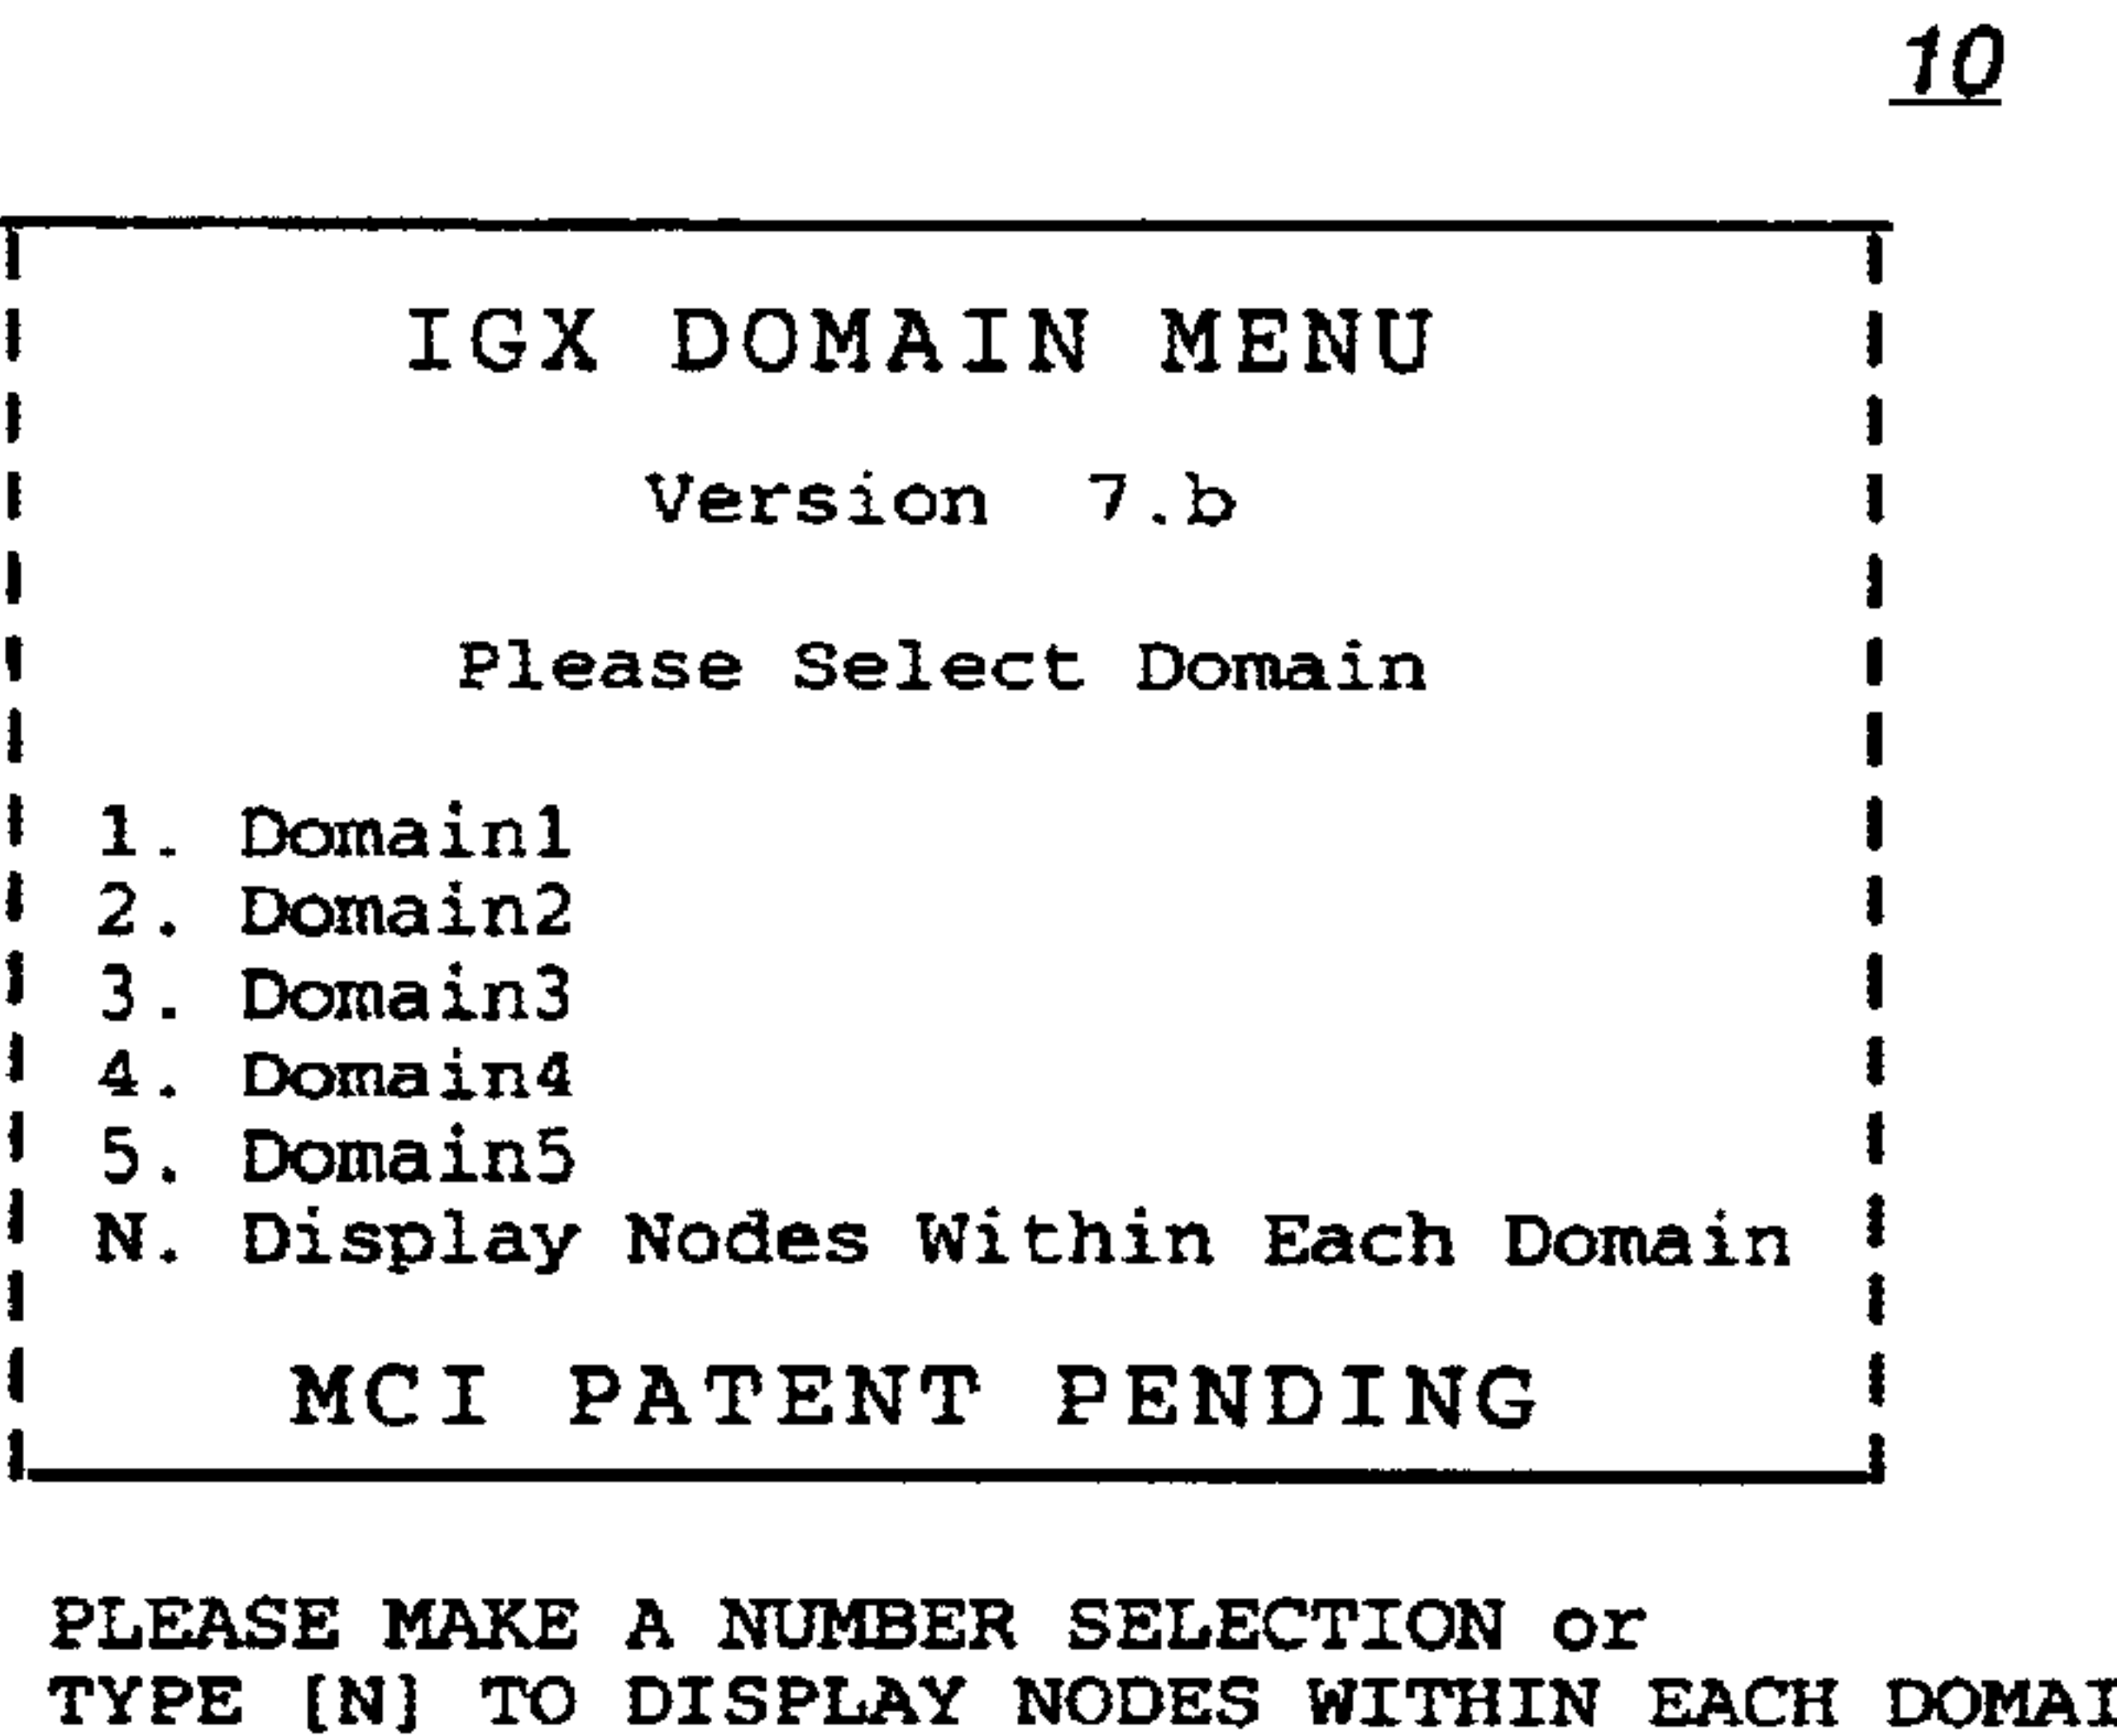 10
IGX DOMAIN MENU
Version 7.b
Please Select Domain
1. Domain1
2. Domain2
3. Domain3
4. Domain4
5. Domain5
N. Display Nodes Within Each Domain
MCI PATENT PENDING
PLEASE MAKE A NUMBER SELECTION or
TYPE [N] TO DISPLAY NODES WITHIN EACH DOMAI